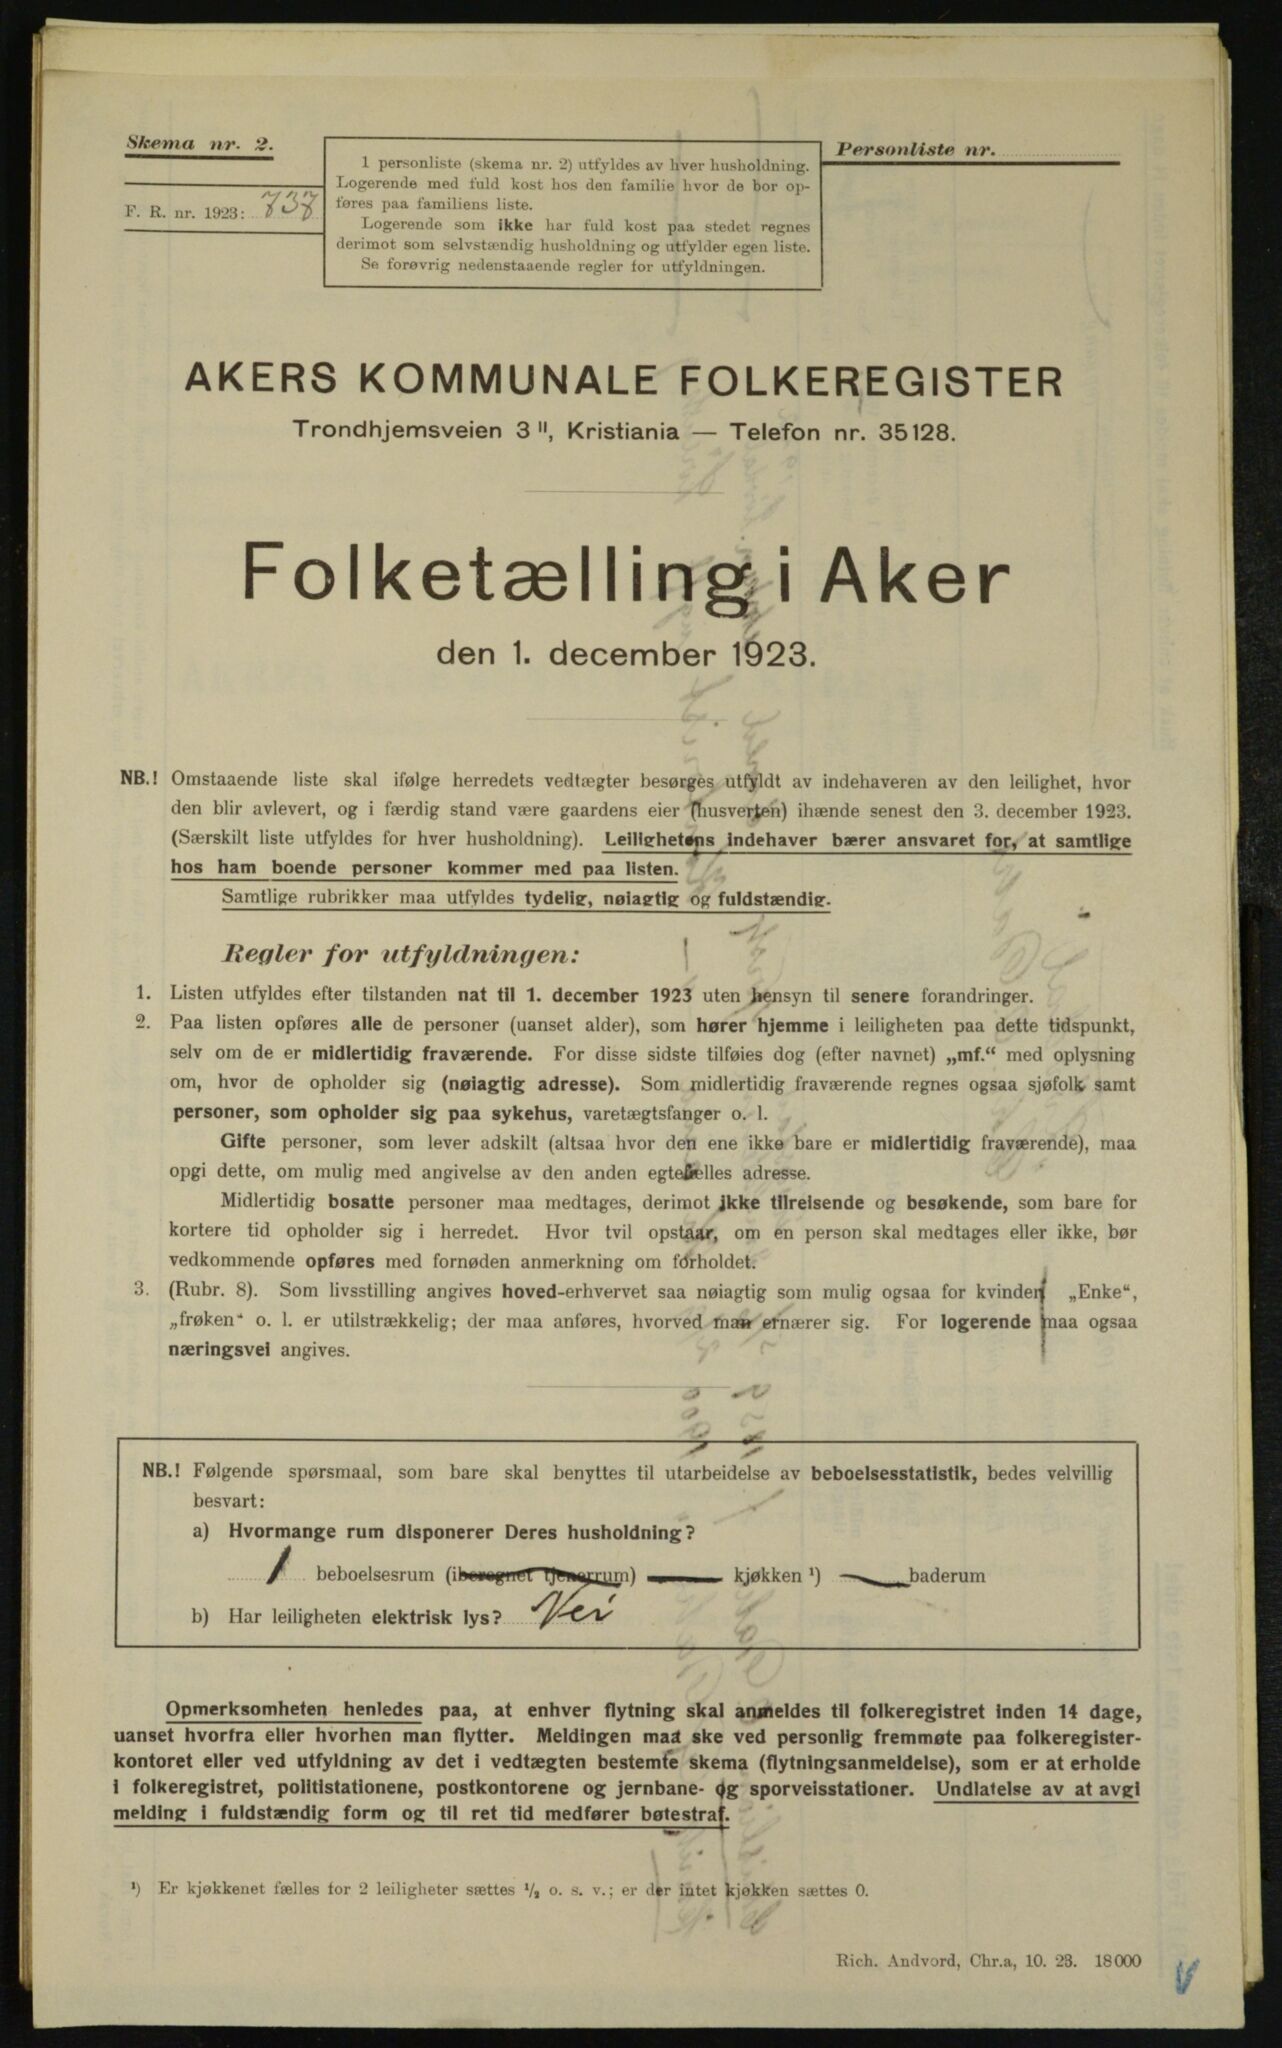 Skema nr. 2.
Personliste nr.
F. R. nr. 1923: 737
1 personliste (skema nr. 2) utfyldes av hver husholdning.
Logerende med fuld kost hos den familie hvor de bor op-
føres paa familiens liste.
Logerende som ikke har fuld kost paa stedet regnes
derimot som selvstændig husholdning og utfylder egen liste.
Se forøvrig nedenstaaende regler for utfyldningen.
AKERS KOMMUNALE FOLKEREGISTER
Trondhjemsveien 3 II, Kristiania — Telefon nr. 35128.
Folketælling i Aker
den 1. december 1923.
NB.! Omstaaende liste skal ifølge herredets vedtægter besørges utfyldt av indehaveren av den leilighet, hvor
den blir avlevert, og i færdig stand være gaardens eier (husverten) ihænde senest den 3. december 1923.
(Særskilt liste utfyldes for hver husholdning). Leilighetens indehaver bærer ansvaret for, at samtlige
hos ham boende personer kommer med paa listen.
Samtlige rubrikker maa utfyldes tydelig, nøiagtig og fuldstændig.
Regler for utfyldningen:
1. Listen utfyldes efter tilstanden nat til 1. december 1923 uten hensyn til senere forandringer.
2. Paa listen opføres alle de personer (uanset alder), som hører hjemme i leiligheten paa dette tidspunkt,
selv om de er midlertidig fraværende. For disse sidste tilføies dog (efter navnet) „mf.“ med oplysning
om, hvor de opholder sig (nøiagtig adresse). Som midlertidig fraværende regnes ogsaa sjøfolk samt
personer, som opholder sig paa sykehus, varetægtsfanger o. l.
Gifte personer, som lever adskilt (altsaa hvor den ene ikke bare er midlertidig fraværende), maa
opgi dette, om mulig med angivelse av den anden egtefælles adresse.
Midlertidig bosatte personer maa medtages, derimot ikke tilreisende og besøkende, som bare for
kortere tid opholder sig i herredet. Hvor tvil opstaar, om en person skal medtages eller ikke, bør
vedkommende opføres med fornøden anmerkning om forholdet.
3. (Rubr. 8). Som livsstilling angives hoved-erhvervet saa nøiagtig som mulig ogsaa for kvinder. „Enke“,
„frøken“ o. l. er utilstrækkelig; der maa anføres, hvorved man ernærer sig. For logerende maa ogsaa
næringsvei angives.
NB.! Følgende spørsmaal, som bare skal benyttes til utarbeidelse av beboelsesstatistik, bedes velvillig
besvart:
a) Hvormange rum disponerer Deres husholdning?
1 beboelsesrum (iberegnet tjenerrum) — kjøkken ¹) — baderum
b) Har leiligheten elektrisk lys? Nei
Opmerksomheten henledes paa, at enhver flytning skal anmeldes til folkeregistret inden 14 dage,
uanset hvorfra eller hvorhen man flytter. Meldingen maa ske ved personlig fremmøte paa folkeregister-
kontoret eller ved utfyldning av det i vedtægten bestemte skema (flytningsanmeldelse), som er at erholde
i folkeregistret, politistationene, postkontorene og jernbane- og sporveisstationer. Undlatelse av at avgi
melding i fuldstændig form og til ret tid medfører bøtestraf.
¹) Er kjøkkenet fælles for 2 leiligheter sættes ½ o. s. v.; er der intet kjøkken sættes 0.
Rich. Andvord, Chr.a, 10. 23. 18000